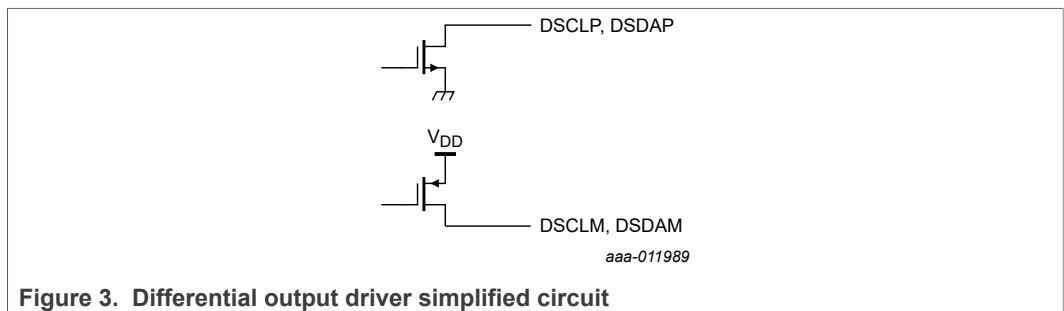 DSCLP, DSDAP
VDD
DSCLM, DSDAM
aaa-011989
Figure 3. Differential output driver simplified circuit